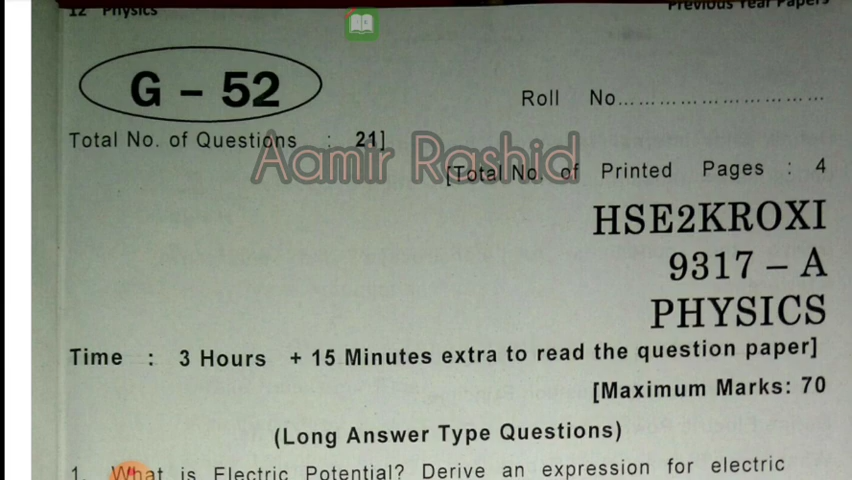 12 Physics
Previous Year Papers
G – 52
Roll No.................................
Total No. of Questions : 21]
Aamir Rashid
[Total No. of Printed Pages : 4
HSE2KROXI
9317 – A
PHYSICS
Time : 3 Hours + 15 Minutes extra to read the question paper]
[Maximum Marks: 70
(Long Answer Type Questions)
1. What is Electric Potential? Derive an expression for electric